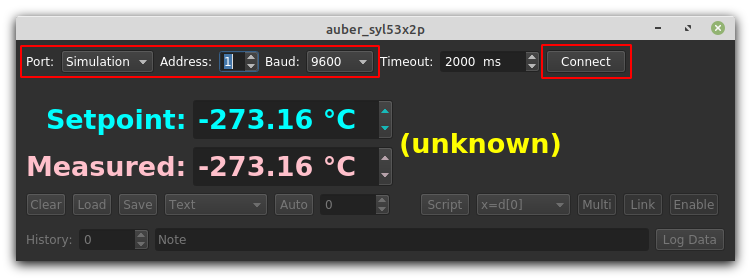 auber_syl53x2p
Port: Simulation Address: 1 Baud: 9600 Timeout: 2000 ms Connect
Setpoint: -273.16 °C
(unknown)
Measured: -273.16 °C
Clear Load Save Text Auto 0 Script x=d[0] Multi Link Enable
History: 0 Note Log Data